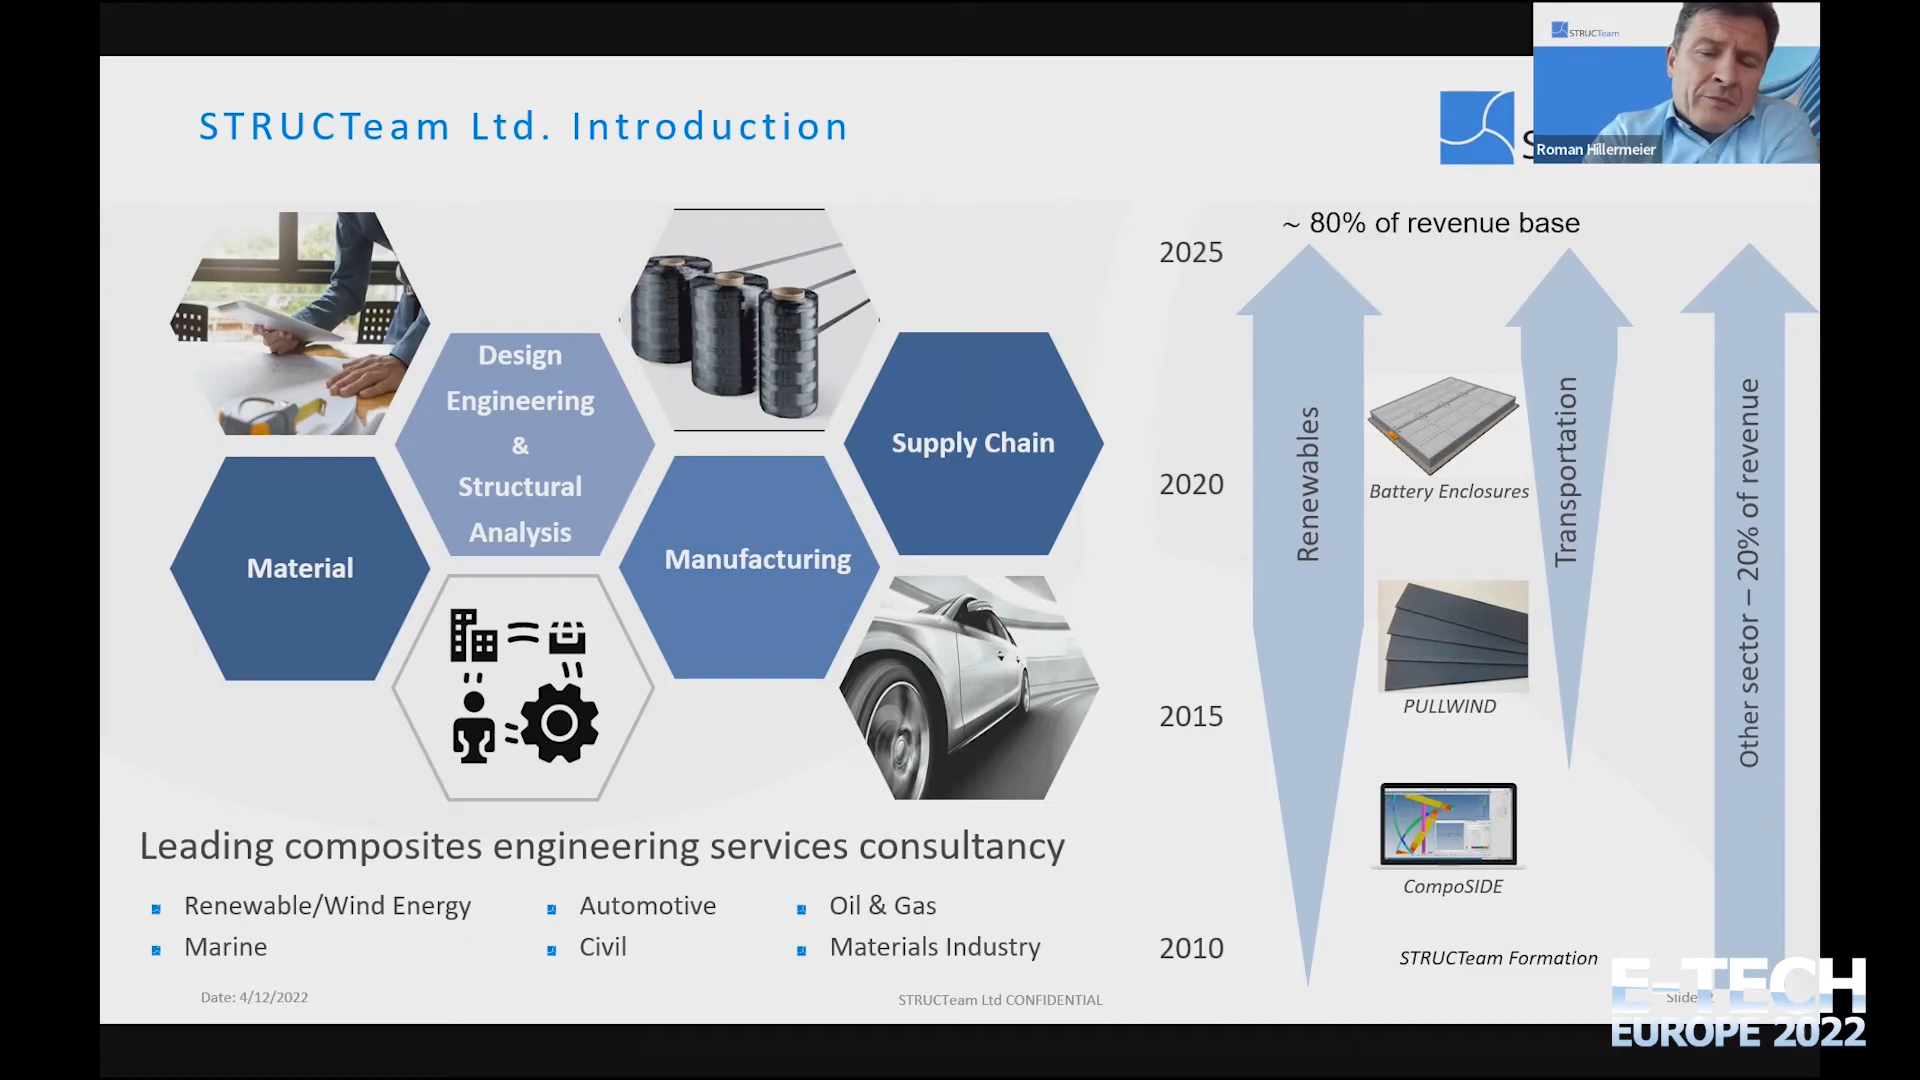 STRUCTeam
Roman Hillermeier
STRUCTeam Ltd. Introduction
S
~ 80% of revenue base
2025
2020
2015
2010
Design
Engineering
&
Structural
Analysis
Supply Chain
Material
Manufacturing
Renewables
Transportation
Other sector – 20% of revenue
Battery Enclosures
PULLWIND
CompoSIDE
STRUCTeam Formation
Leading composites engineering services consultancy
Renewable/Wind Energy
Marine
Automotive
Civil
Oil & Gas
Materials Industry
Date: 4/12/2022
STRUCTeam Ltd CONFIDENTIAL
Slide 2
E-TECH
EUROPE 2022